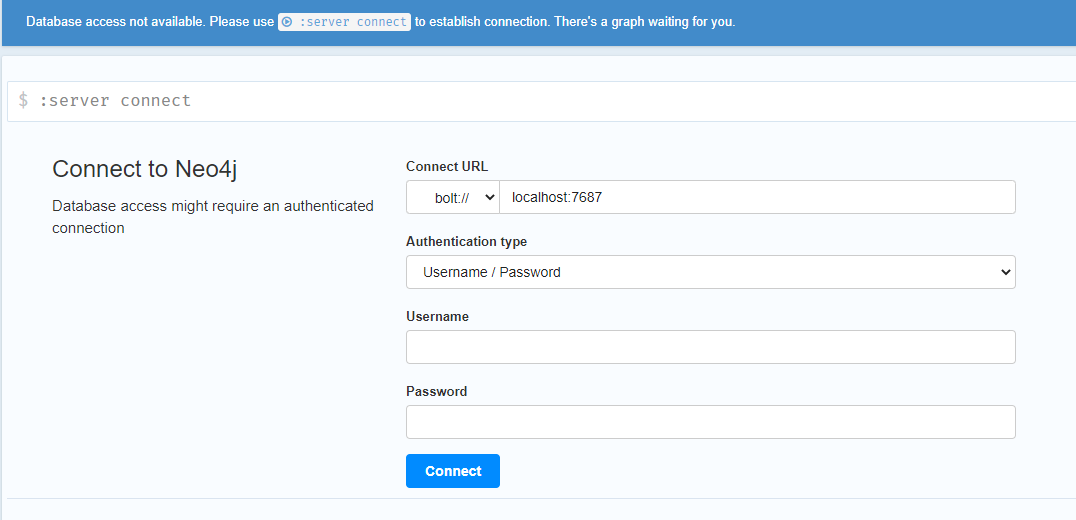 Database access not available. Please use :server connect to establish connection. There's a graph waiting for you.
$ :server connect
Connect to Neo4j
Database access might require an authenticated
connection
Connect URL
bolt://
localhost:7687
Authentication type
Username / Password
Username
Password
Connect